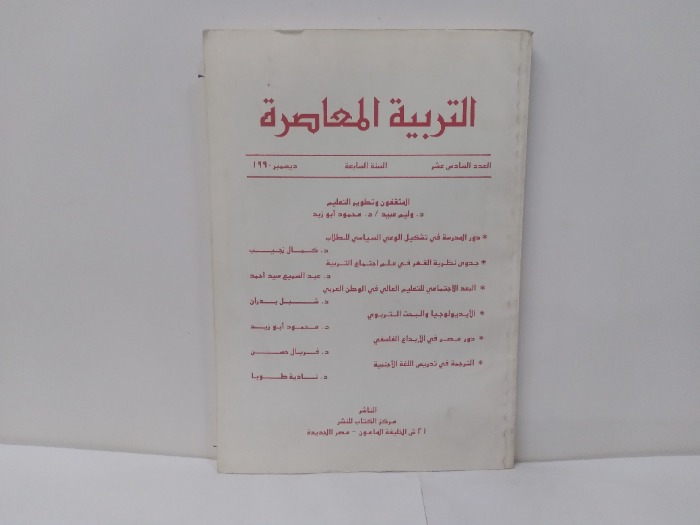 التربية المعاصرة
العدد السادس عشر السنة السابعة ديسمبر ١٩٩٠
المثقفون وتطوير التعليم
د. وليم عبيد / د. محمود أبو زيد
* دور المدرسة في تشكيل الوعي السياسي للطلاب
د. كمال نجيب
* جدوى نظرية القهر في علم اجتماع التربية
د. عبد السميع سيد أحمد
* البعد الاجتماعي للتعليم العالي في الوطن العربي
د. شبل بدران
* الأيديولوجيا والبحث التربوي
د. محمود أبو زيد
* دور مصر في الإبداع الفلسفي
د. فريال حسن
* الترجمة في تدريس اللغة الأجنبية
د. نادية طوبا
الناشر
مركز الكتاب للنشر
٢١ ش الخليفة المأمون - مصر الجديدة